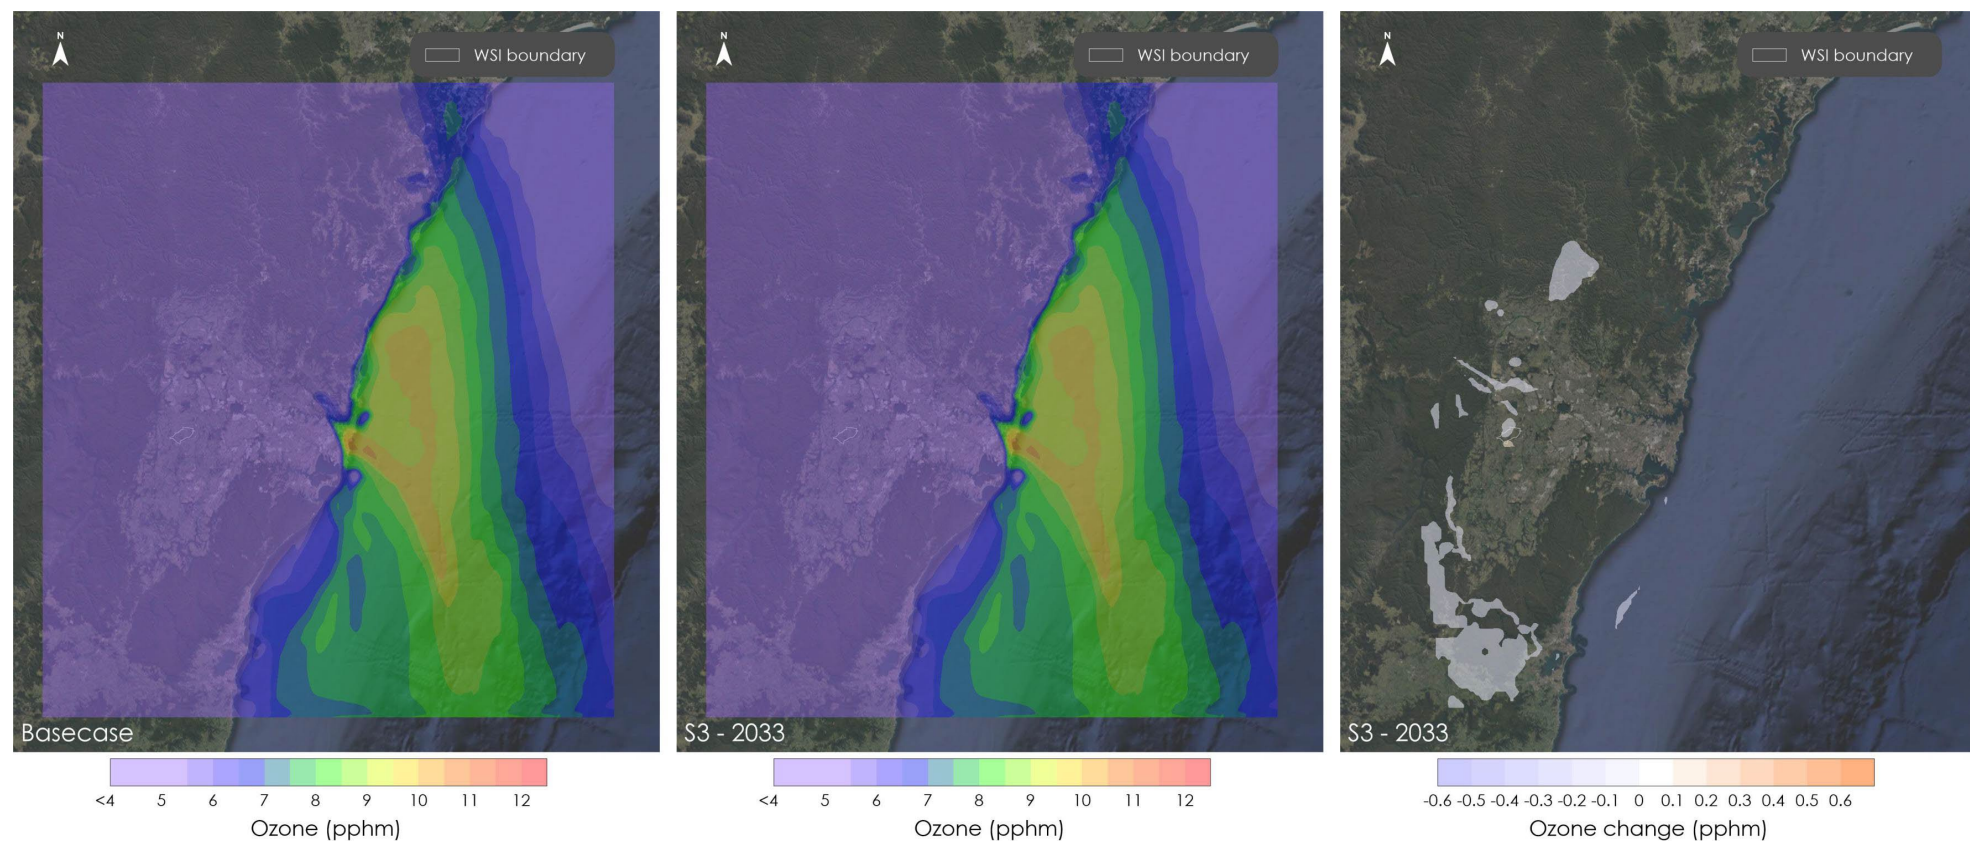 N
WSI boundary
Basecase
<4 5 6 7 8 9 10 11 12
Ozone (pphm)
N
WSI boundary
S3 - 2033
<4 5 6 7 8 9 10 11 12
Ozone (pphm)
N
WSI boundary
S3 - 2033
-0.6 -0.5 -0.4 -0.3 -0.2 -0.1 0 0.1 0.2 0.3 0.4 0.5 0.6
Ozone change (pphm)